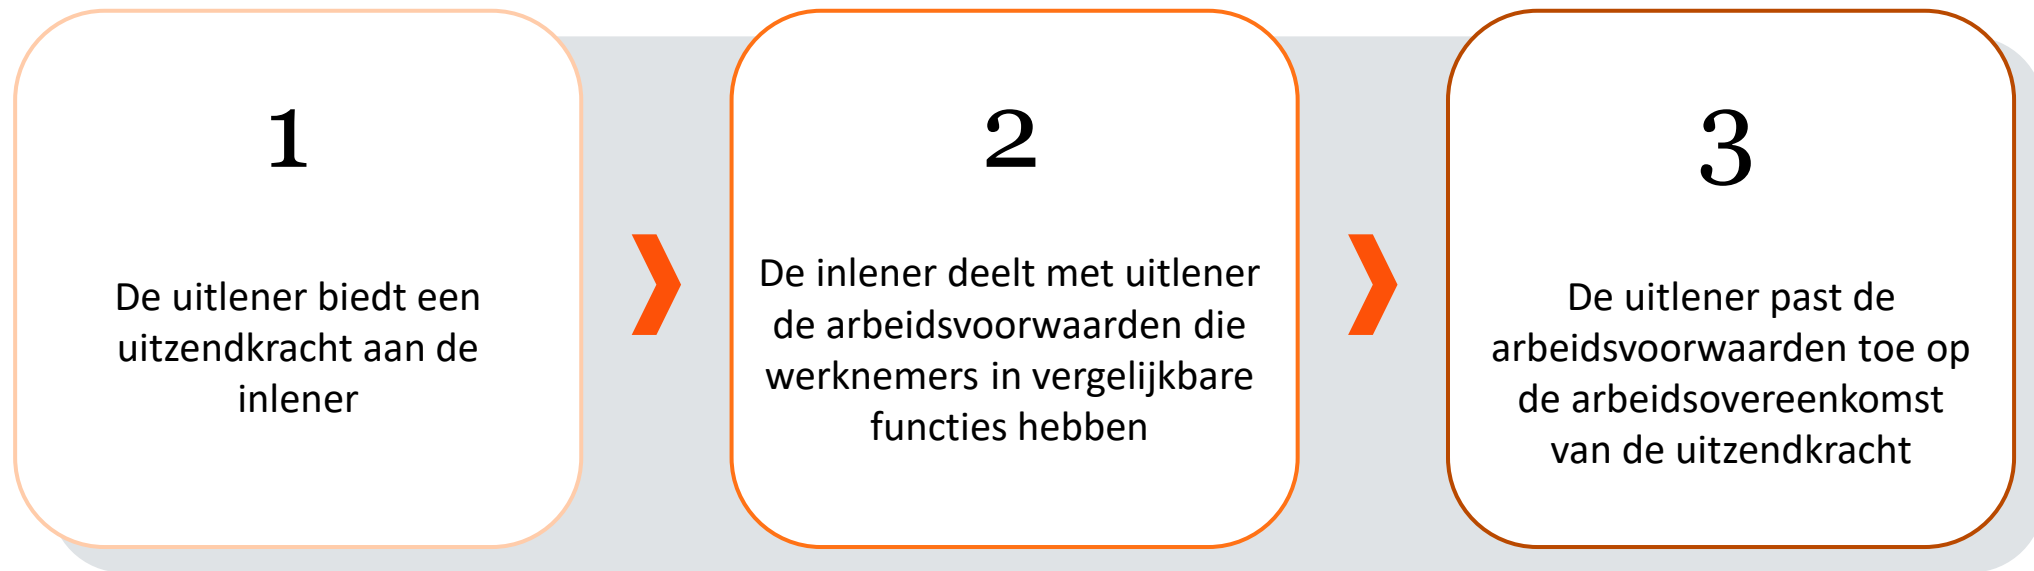 1
De uitlener biedt een
uitzendkracht aan de
inlener
2
De inlener deelt met uitlener
de arbeidsvoorwaarden die
werknemers in vergelijkbare
functies hebben
3
De uitlener past de
arbeidsvoorwaarden toe op
de arbeidsovereenkomst
van de uitzendkracht